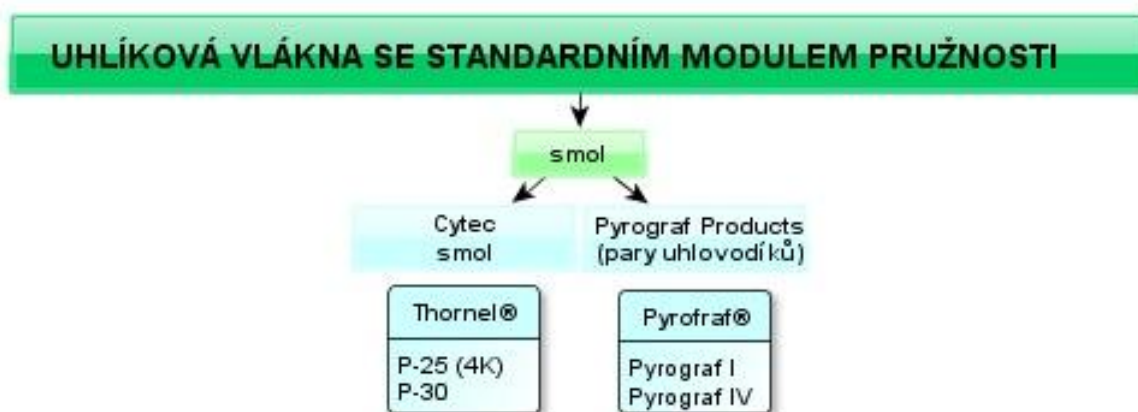 UHLÍKOVÁ VLÁKNA SE STANDARDNÍM MODULEM PRUŽNOSTI
smol
Cytec
smol
Pyrograf Products
(pary uhlovodíků)
Thornel®
P-25 (4K)
P-30
Pyrofraf®
Pyrograf I
Pyrograf IV